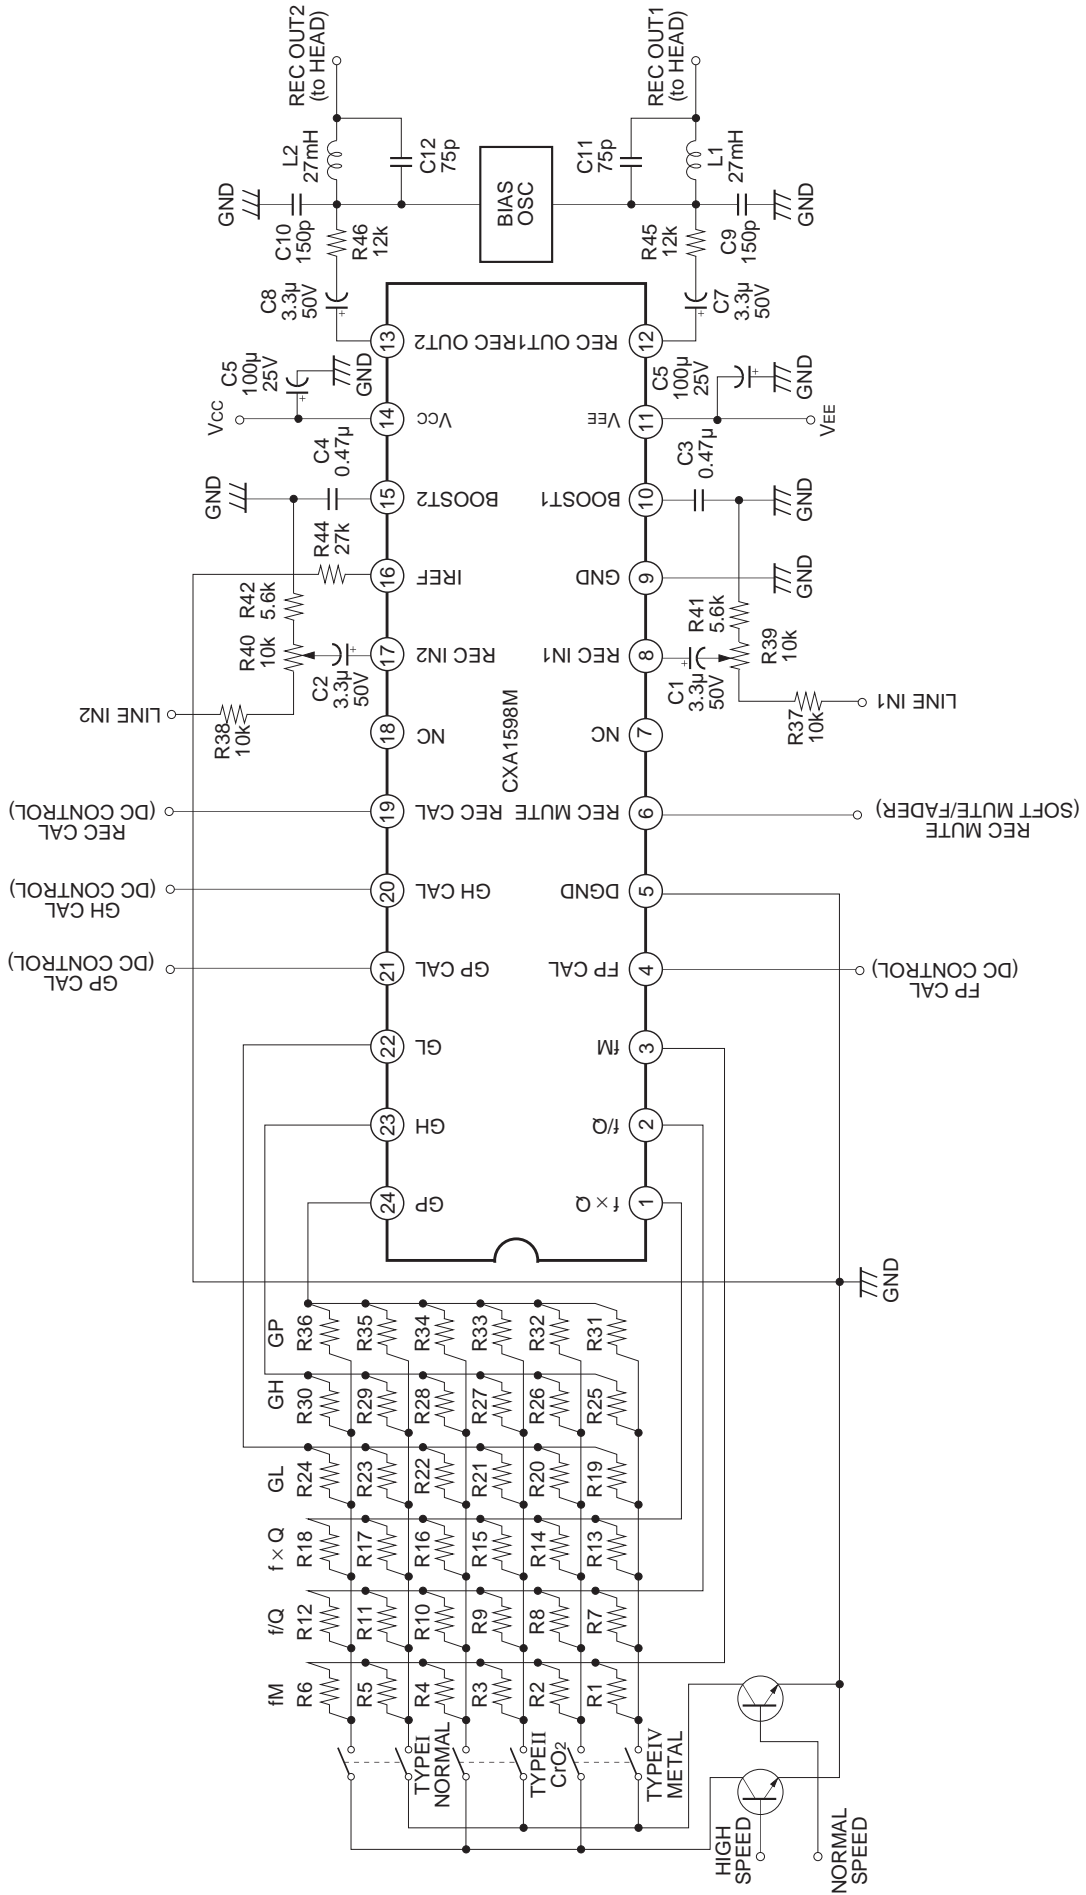 REC OUT2
(to HEAD)
REC OUT1
(to HEAD)
L2
27mH
C12
75p
C11
75p
L1
27mH
GND
C10
150p
R46
12k
BIAS
OSC
R45
12k
C9
150p
GND
C8
3.3μ
50V
C7
3.3μ
50V
C5
100μ
25V
GND
13
REC OUT2
REC OUT1
12
C5
100μ
25V
GND
VCC
14
VCC
VEE
11
VEE
C4
0.47μ
C3
0.47μ
GND
15
BOOST2
BOOST1
10
GND
R44
27k
16
IREF
GND
9
GND
R42
5.6k
R41
5.6k
R40
10k
C2
3.3μ
50V
17
REC IN2
REC IN1
8
C1
3.3μ
50V
R39
10k
LINE IN2
R38
10k
18
NC
CXA1598M
NC
7
R37
10k
LINE IN1
REC CAL
(DC CONTROL)
19
REC CAL
REC MUTE
6
REC MUTE
(SOFT MUTE/FADER)
GH CAL
(DC CONTROL)
20
GH CAL
DGND
5
GP CAL
(DC CONTROL)
21
GP CAL
FP CAL
4
FP CAL
(DC CONTROL)
22
GL
fM
3
23
GH
f/Q
2
24
GP
f × Q
1
GND
GP
R36
R35
R34
R33
R32
R31
GH
R30
R29
R28
R27
R26
R25
GL
R24
R23
R22
R21
R20
R19
f × Q
R18
R17
R16
R15
R14
R13
f/Q
R12
R11
R10
R9
R8
R7
fM
R6
R5
R4
R3
R2
R1
TYPEI
NORMAL
TYPEII
CrO2
TYPEIV
METAL
HIGH
SPEED
NORMAL
SPEED